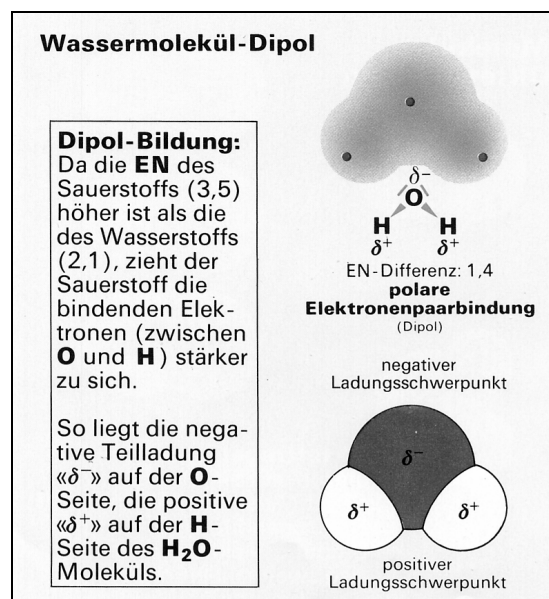 Wassermolekül-Dipol
Dipol-Bildung:
Da die EN des
Sauerstoffs (3,5)
höher ist als die
des Wasserstoffs
(2,1), zieht der
Sauerstoff die
bindenden Elek-
tronen (zwischen
O und H) stärker
zu sich.
So liegt die nega-
tive Teilladung
«δ⁻» auf der O-
Seite, die positive
«δ⁺» auf der H-
Seite des H₂O-
Moleküls.
δ⁻
O
H H
δ⁺ δ⁺
EN-Differenz: 1,4
polare
Elektronenpaarbindung
(Dipol)
negativer
Ladungsschwerpunkt
δ⁻
δ⁺ δ⁺
positiver
Ladungsschwerpunkt